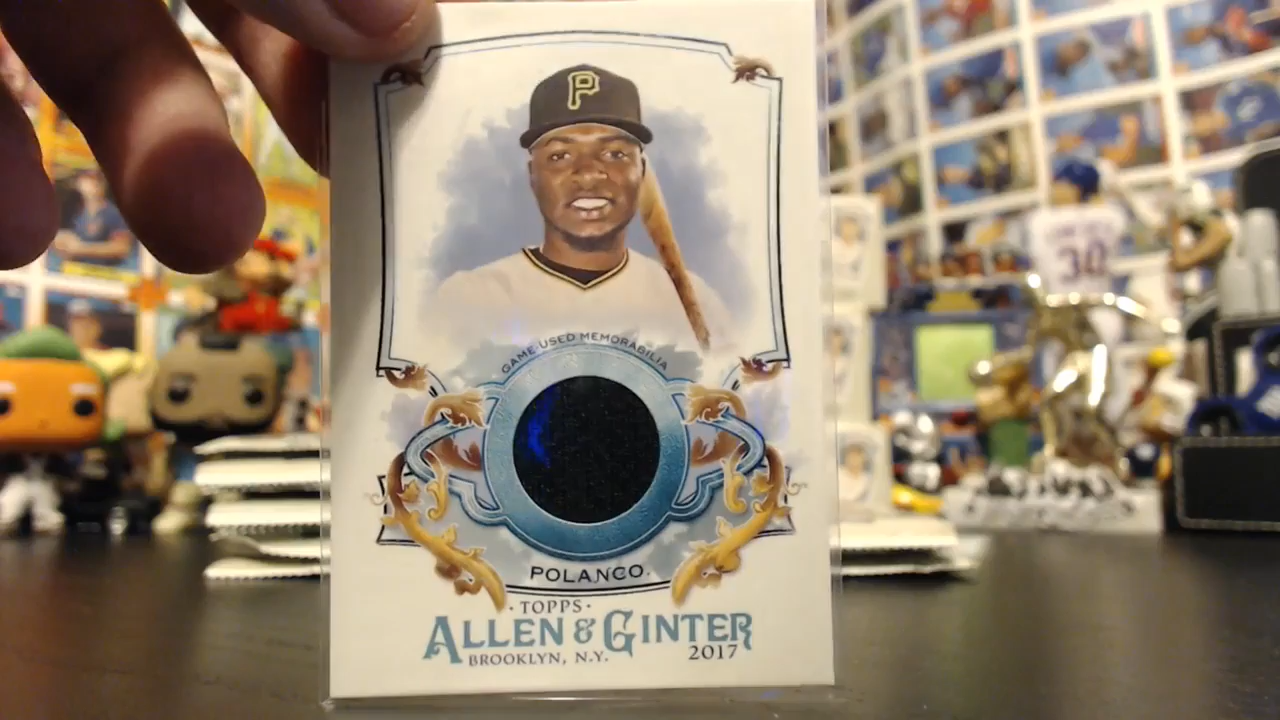 P
GAME-USED MEMORABILIA
POLANCO.
· TOPPS ·
ALLEN & GINTER
BROOKLYN, N.Y.
2017
30